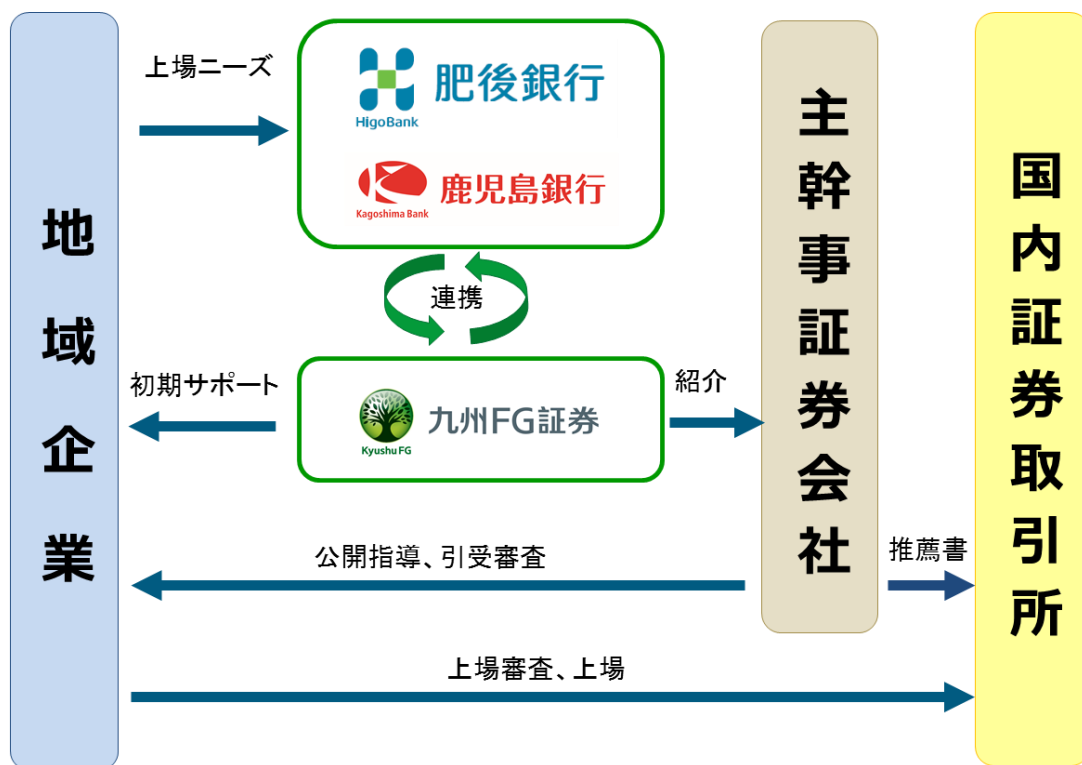 地域企業
上場ニーズ
肥後銀行
HigoBank
鹿児島銀行
Kagoshima Bank
連携
初期サポート
九州FG証券
Kyushu FG
紹介
主幹事証券会社
国内証券取引所
公開指導、引受審査
推薦書
上場審査、上場